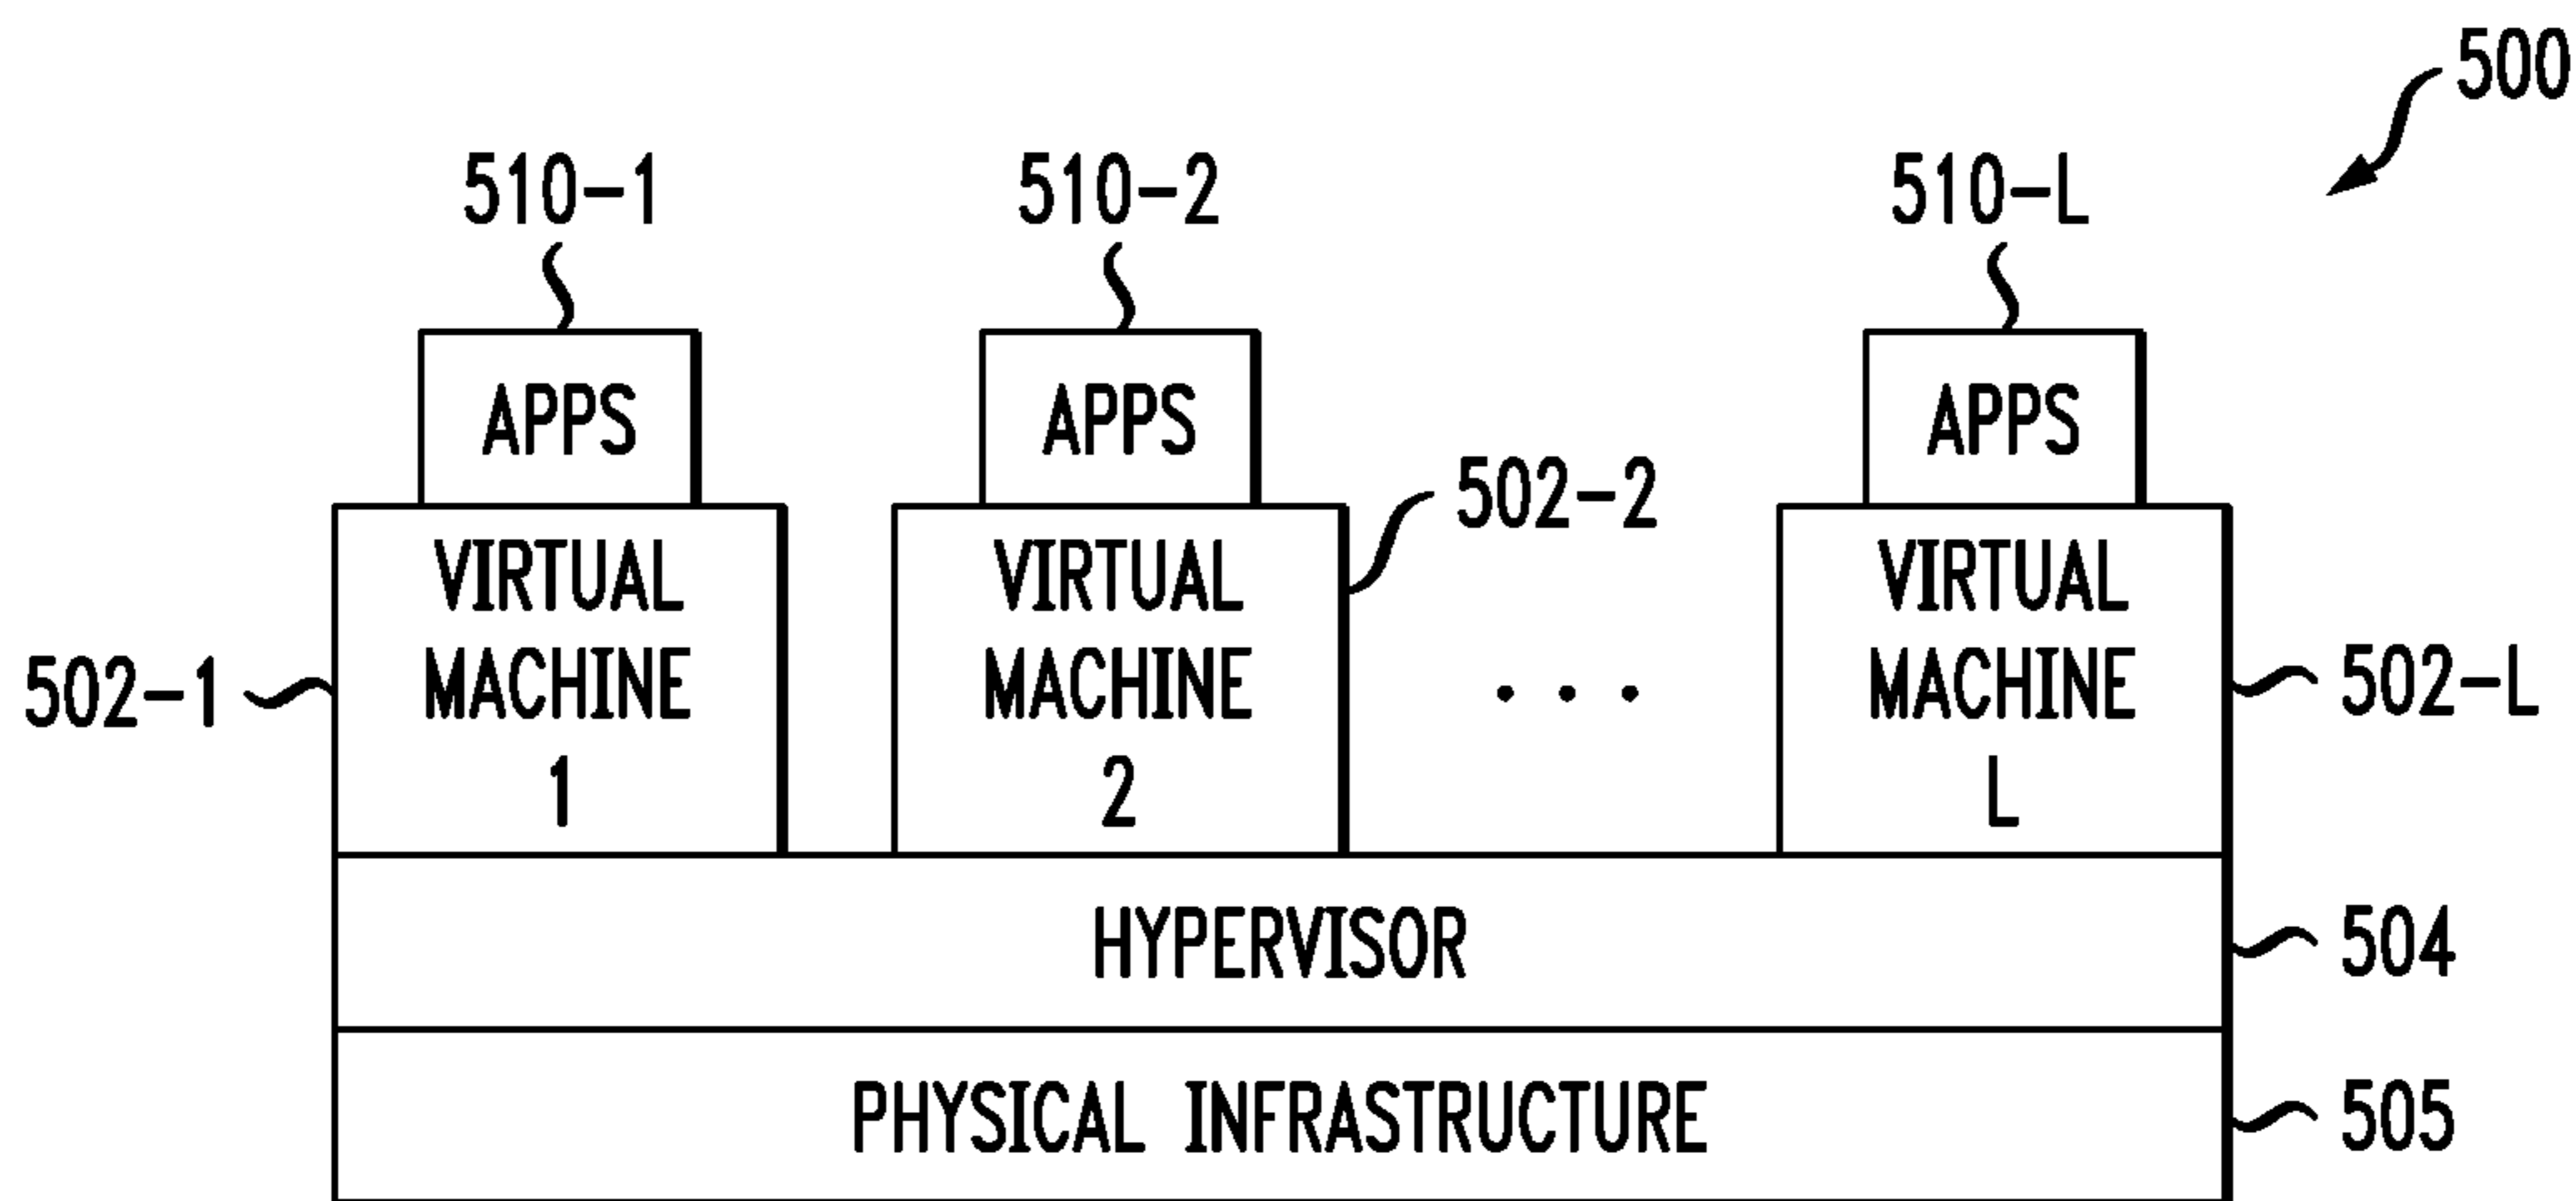 500
510-1
510-2
510-L
APPS
APPS
APPS
502-2
VIRTUAL
MACHINE
1
VIRTUAL
MACHINE
2
. . .
VIRTUAL
MACHINE
L
502-1
502-L
HYPERVISOR
504
PHYSICAL INFRASTRUCTURE
505